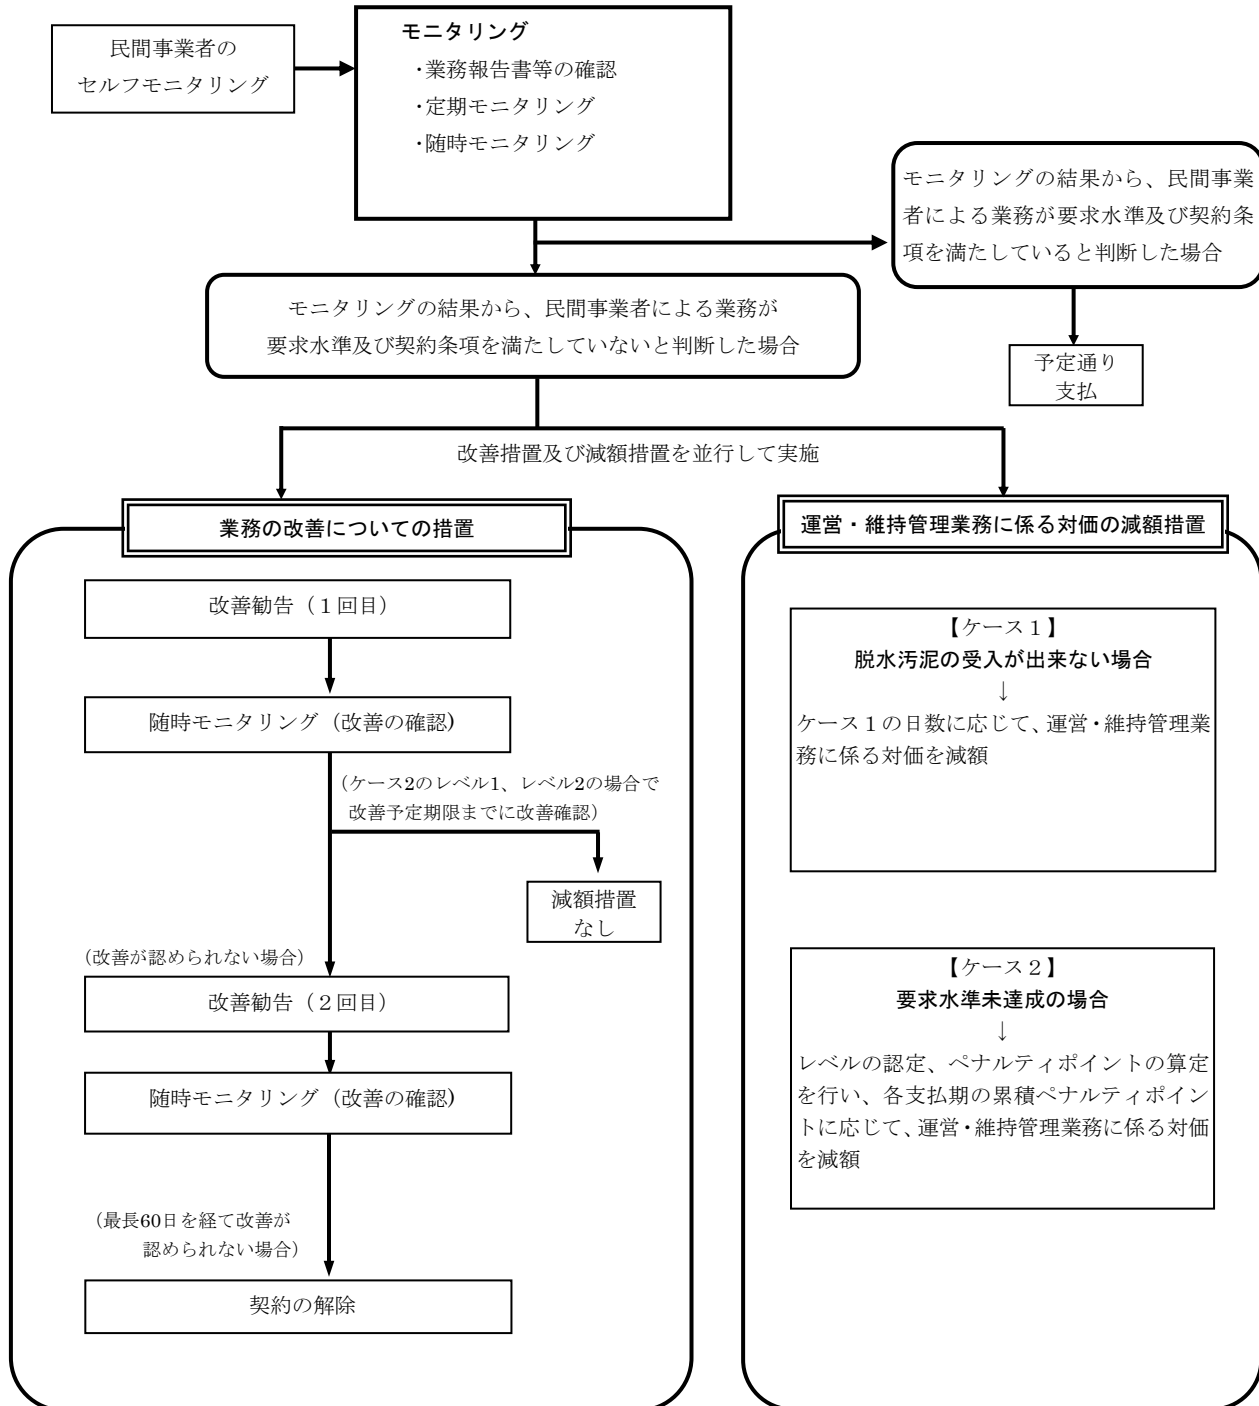 民間事業者の
セルフモニタリング
モニタリング
・業務報告書等の確認
・定期モニタリング
・随時モニタリング
モニタリングの結果から、民間事業
者による業務が要求水準及び契約条
項を満たしていると判断した場合
モニタリングの結果から、民間事業者による業務が
要求水準及び契約条項を満たしていないと判断した場合
予定通り
支払
改善措置及び減額措置を並行して実施
業務の改善についての措置
改善勧告（１回目）
随時モニタリング（改善の確認）
（ケース2のレベル1、レベル2の場合で
改善予定期限までに改善確認）
減額措置
なし
（改善が認められない場合）
改善勧告（２回目）
随時モニタリング（改善の確認）
（最長60日を経て改善が
認められない場合）
契約の解除
運営・維持管理業務に係る対価の減額措置
【ケース１】
脱水汚泥の受入が出来ない場合
↓
ケース１の日数に応じて、運営・維持管理業
務に係る対価を減額
【ケース２】
要求水準未達成の場合
↓
レベルの認定、ペナルティポイントの算定
を行い、各支払期の累積ペナルティポイン
トに応じて、運営・維持管理業務に係る対価
を減額